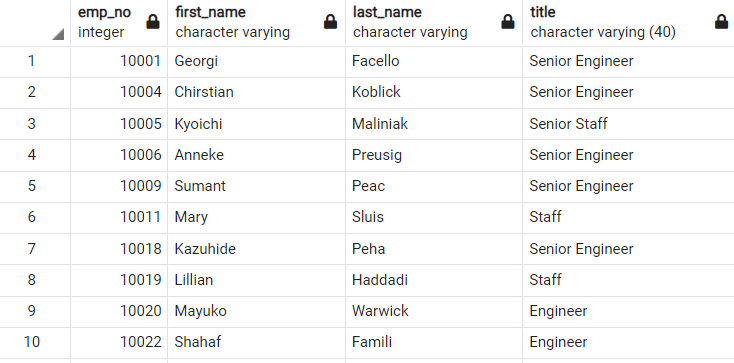 emp_no first_name last_name title
integer character varying character varying character varying (40)
1 10001 Georgi Facello Senior Engineer
2 10004 Chirstian Koblick Senior Engineer
3 10005 Kyoichi Maliniak Senior Staff
4 10006 Anneke Preusig Senior Engineer
5 10009 Sumant Peac Senior Engineer
6 10011 Mary Sluis Staff
7 10018 Kazuhide Peha Senior Engineer
8 10019 Lillian Haddadi Staff
9 10020 Mayuko Warwick Engineer
10 10022 Shahaf Famili Engineer